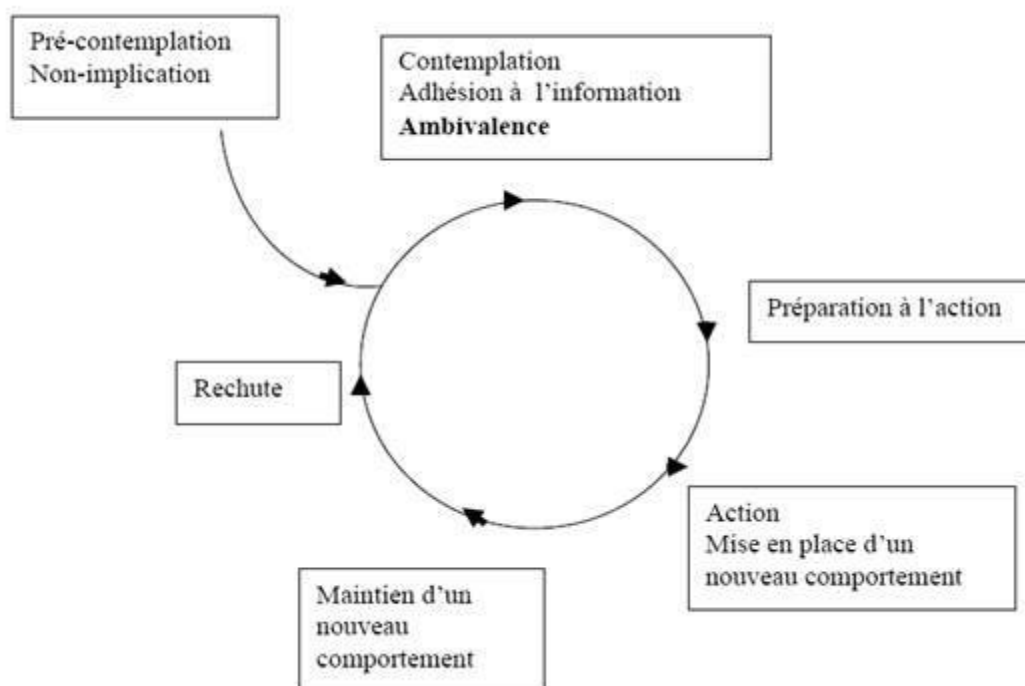 Pré-contemplation
Non-implication
Contemplation
Adhésion à l’information
Ambivalence
Préparation à l’action
Rechute
Action
Mise en place d’un
nouveau comportement
Maintien d’un
nouveau
comportement